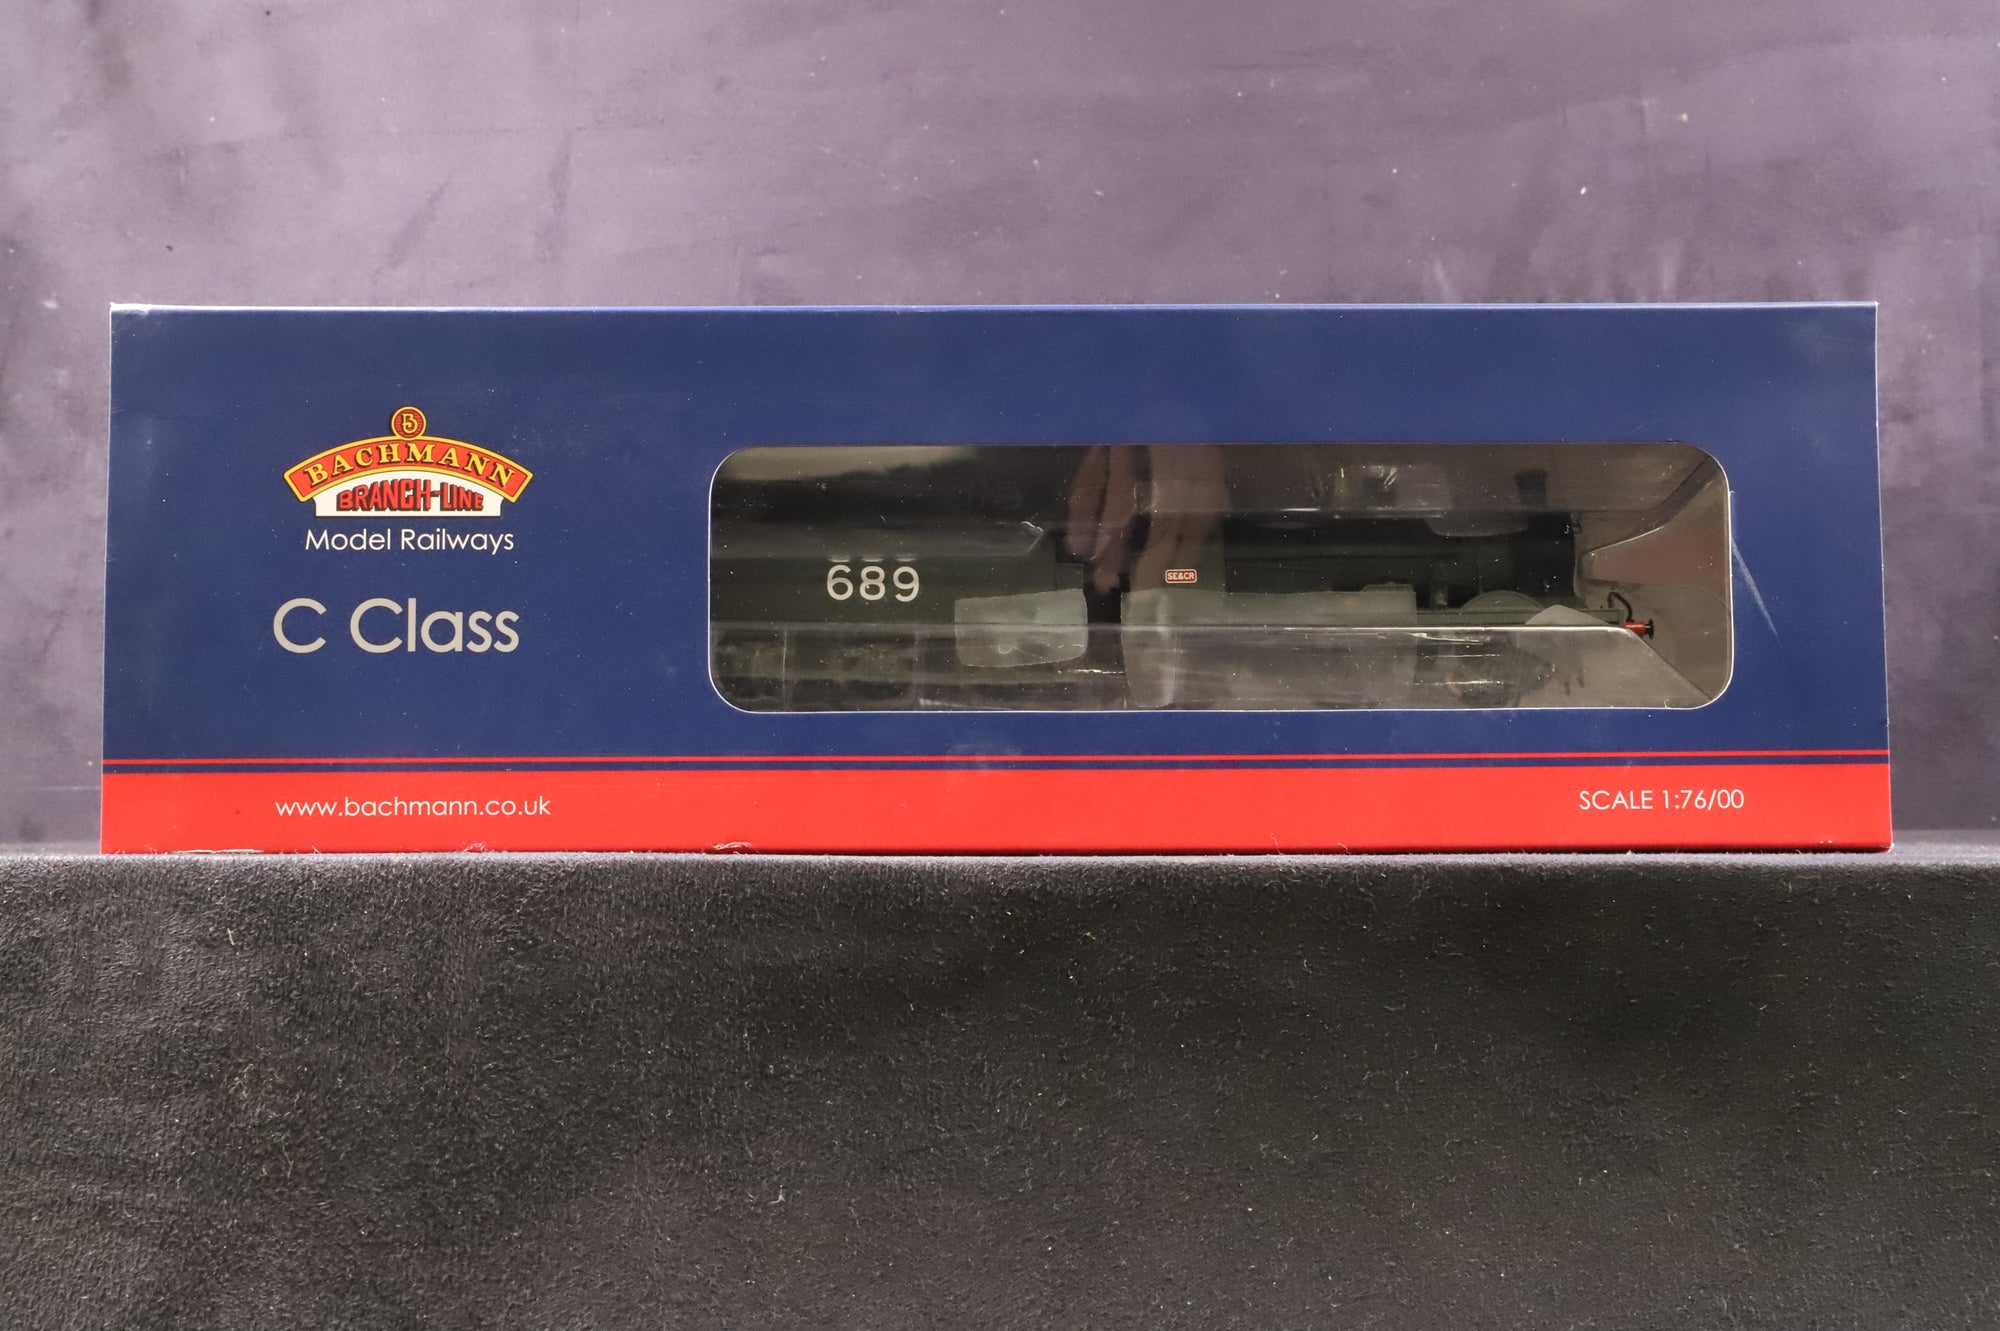 B
BACHMANN
BRANCH-LINE
Model Railways
C Class
689
SE&CR
www.bachmann.co.uk
SCALE 1:76/00